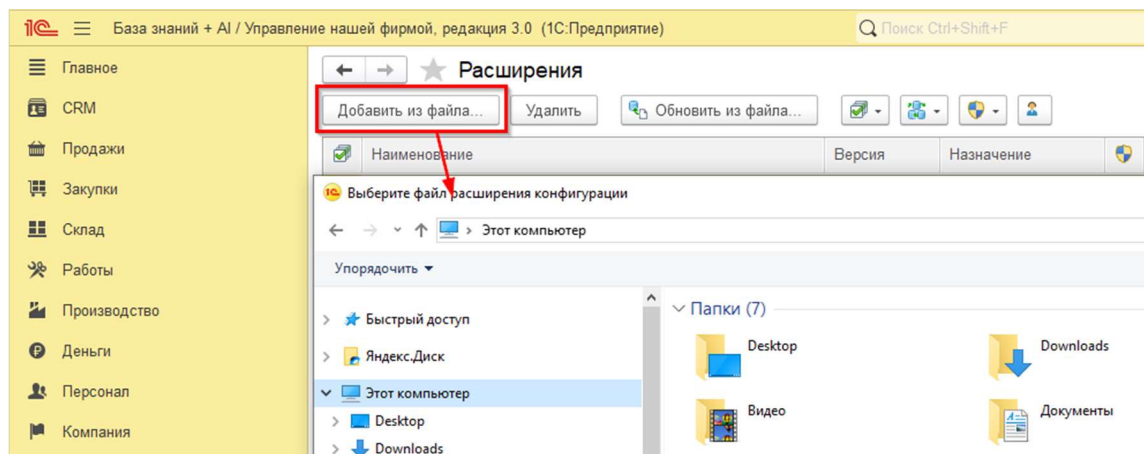 1С База знаний + AI / Управление нашей фирмой, редакция 3.0 (1С:Предприятие) Поиск Ctrl+Shift+F
Главное
CRM
Продажи
Закупки
Склад
Работы
Производство
Деньги
Персонал
Компания
Расширения
Добавить из файла... Удалить Обновить из файла...
Наименование Версия Назначение
1С Выберите файл расширения конфигурации
Этот компьютер
Упорядочить
Быстрый доступ
Яндекс.Диск
Этот компьютер
Desktop
Downloads
Папки (7)
Desktop Downloads
Видео Документы